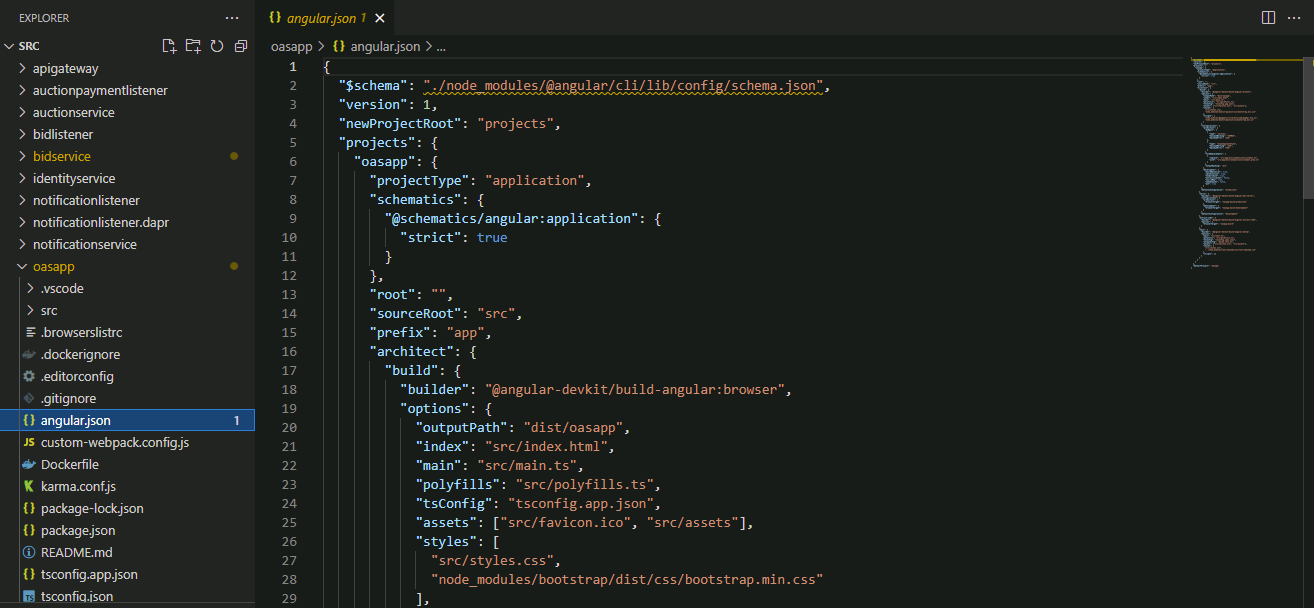 EXPLORER
SRC
apigateway
auctionpaymentlistener
auctionservice
bidlistener
bidservice
identityservice
notificationlistener
notificationlistener.dapr
notificationservice
oasapp
.vscode
src
.browserslistrc
.dockerignore
.editorconfig
.gitignore
{} angular.json 1
JS custom-webpack.config.js
Dockerfile
karma.conf.js
{} package-lock.json
{} package.json
README.md
{} tsconfig.app.json
TS tsconfig.json
{} angular.json 1
oasapp > {} angular.json > ...
1 {
2 "$schema": "./node_modules/@angular/cli/lib/config/schema.json",
3 "version": 1,
4 "newProjectRoot": "projects",
5 "projects": {
6 "oasapp": {
7 "projectType": "application",
8 "schematics": {
9 "@schematics/angular:application": {
10 "strict": true
11 }
12 },
13 "root": "",
14 "sourceRoot": "src",
15 "prefix": "app",
16 "architect": {
17 "build": {
18 "builder": "@angular-devkit/build-angular:browser",
19 "options": {
20 "outputPath": "dist/oasapp",
21 "index": "src/index.html",
22 "main": "src/main.ts",
23 "polyfills": "src/polyfills.ts",
24 "tsConfig": "tsconfig.app.json",
25 "assets": ["src/favicon.ico", "src/assets"],
26 "styles": [
27 "src/styles.css",
28 "node_modules/bootstrap/dist/css/bootstrap.min.css"
29 ],